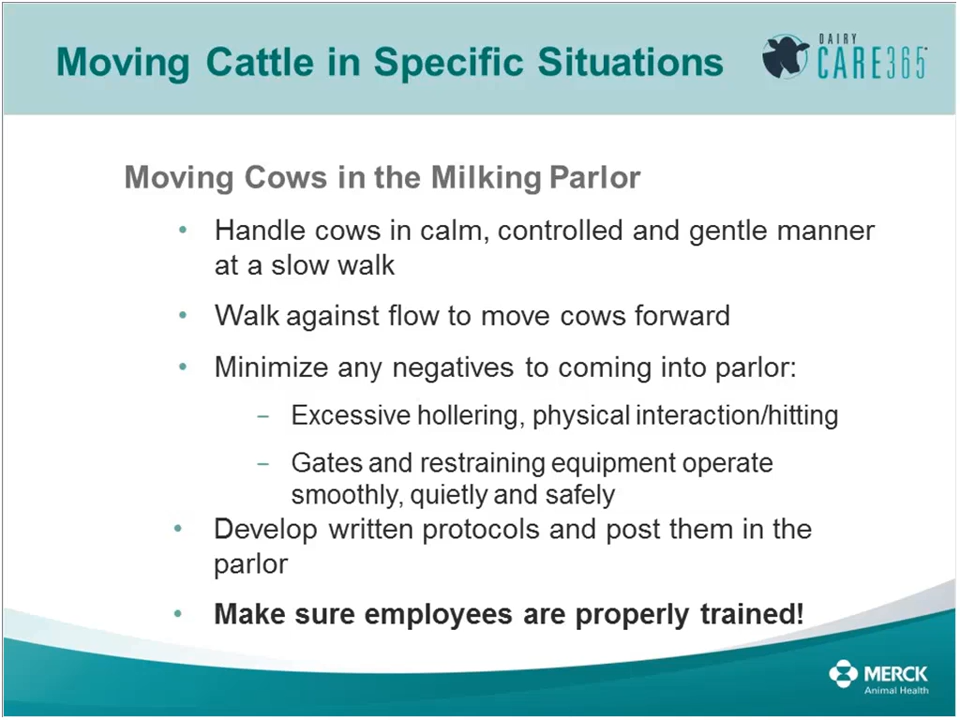 Moving Cattle in Specific Situations
DAIRY
CARE365™
Moving Cows in the Milking Parlor
• Handle cows in calm, controlled and gentle manner
at a slow walk
• Walk against flow to move cows forward
• Minimize any negatives to coming into parlor:
– Excessive hollering, physical interaction/hitting
– Gates and restraining equipment operate
smoothly, quietly and safely
• Develop written protocols and post them in the
parlor
• Make sure employees are properly trained!
MERCK
Animal Health